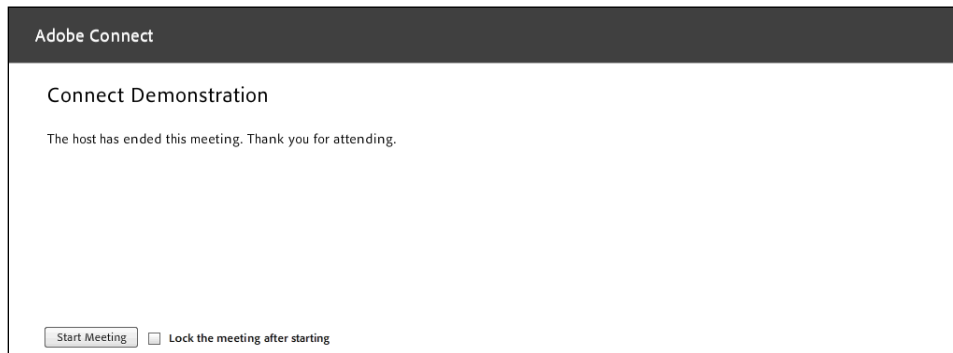 Adobe Connect
Connect Demonstration
The host has ended this meeting. Thank you for attending.
Start Meeting Lock the meeting after starting